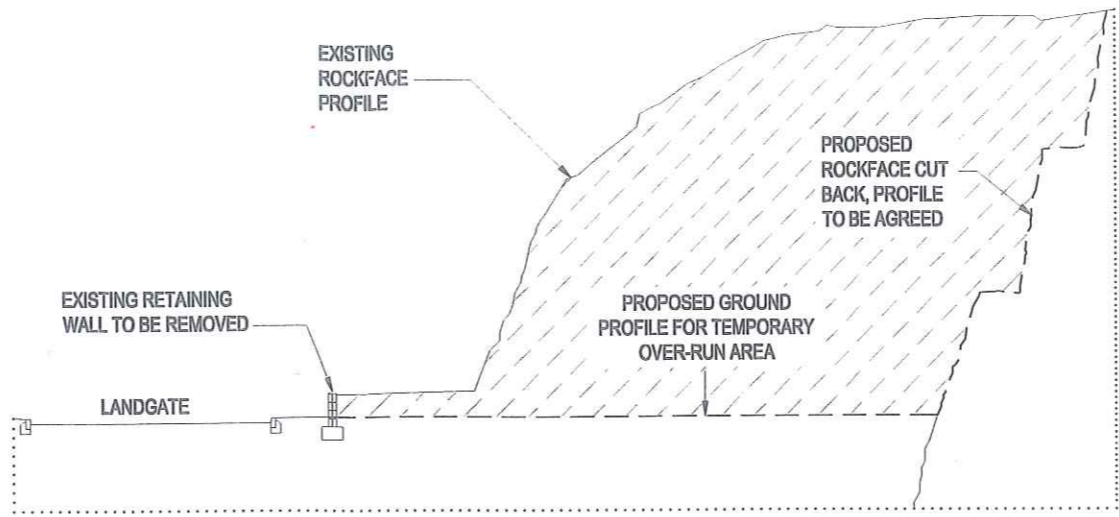 EXISTING
ROCKFACE
PROFILE
PROPOSED
ROCKFACE CUT
BACK, PROFILE
TO BE AGREED
EXISTING RETAINING
WALL TO BE REMOVED
PROPOSED GROUND
PROFILE FOR TEMPORARY
OVER-RUN AREA
LANDGATE